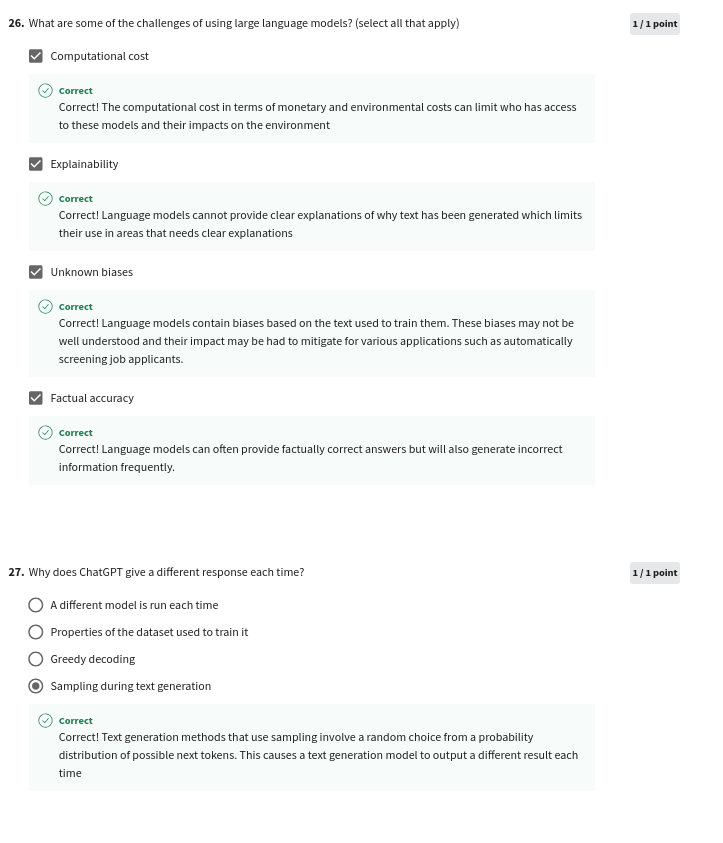 26. What are some of the challenges of using large language models? (select all that apply)
1 / 1 point
Computational cost
Correct
Correct! The computational cost in terms of monetary and environmental costs can limit who has access
to these models and their impacts on the environment
Explainability
Correct
Correct! Language models cannot provide clear explanations of why text has been generated which limits
their use in areas that needs clear explanations
Unknown biases
Correct
Correct! Language models contain biases based on the text used to train them. These biases may not be
well understood and their impact may be had to mitigate for various applications such as automatically
screening job applicants.
Factual accuracy
Correct
Correct! Language models can often provide factually correct answers but will also generate incorrect
information frequently.
27. Why does ChatGPT give a different response each time?
1 / 1 point
A different model is run each time
Properties of the dataset used to train it
Greedy decoding
Sampling during text generation
Correct
Correct! Text generation methods that use sampling involve a random choice from a probability
distribution of possible next tokens. This causes a text generation model to output a different result each
time